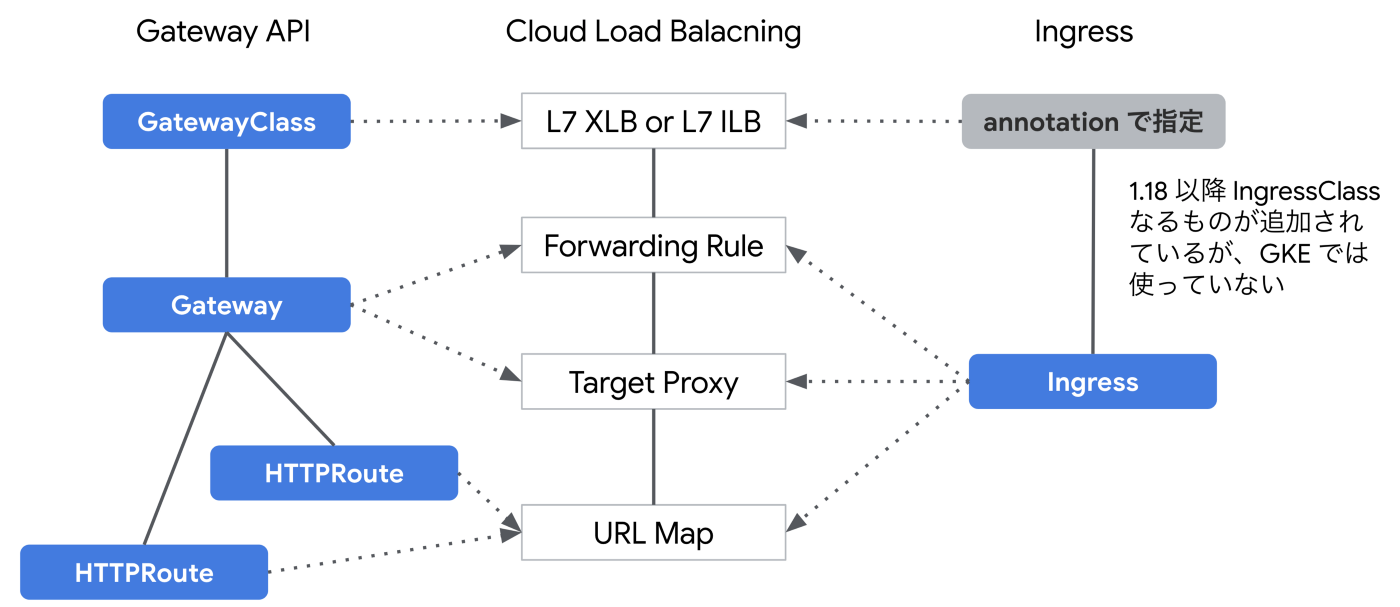 Gateway API
Cloud Load Balacning
Ingress
GatewayClass
L7 XLB or L7 ILB
annotation で指定
1.18 以降 IngressClass
なるものが追加され
ているが、GKE では
使っていない
Forwarding Rule
Gateway
Target Proxy
Ingress
HTTPRoute
URL Map
HTTPRoute